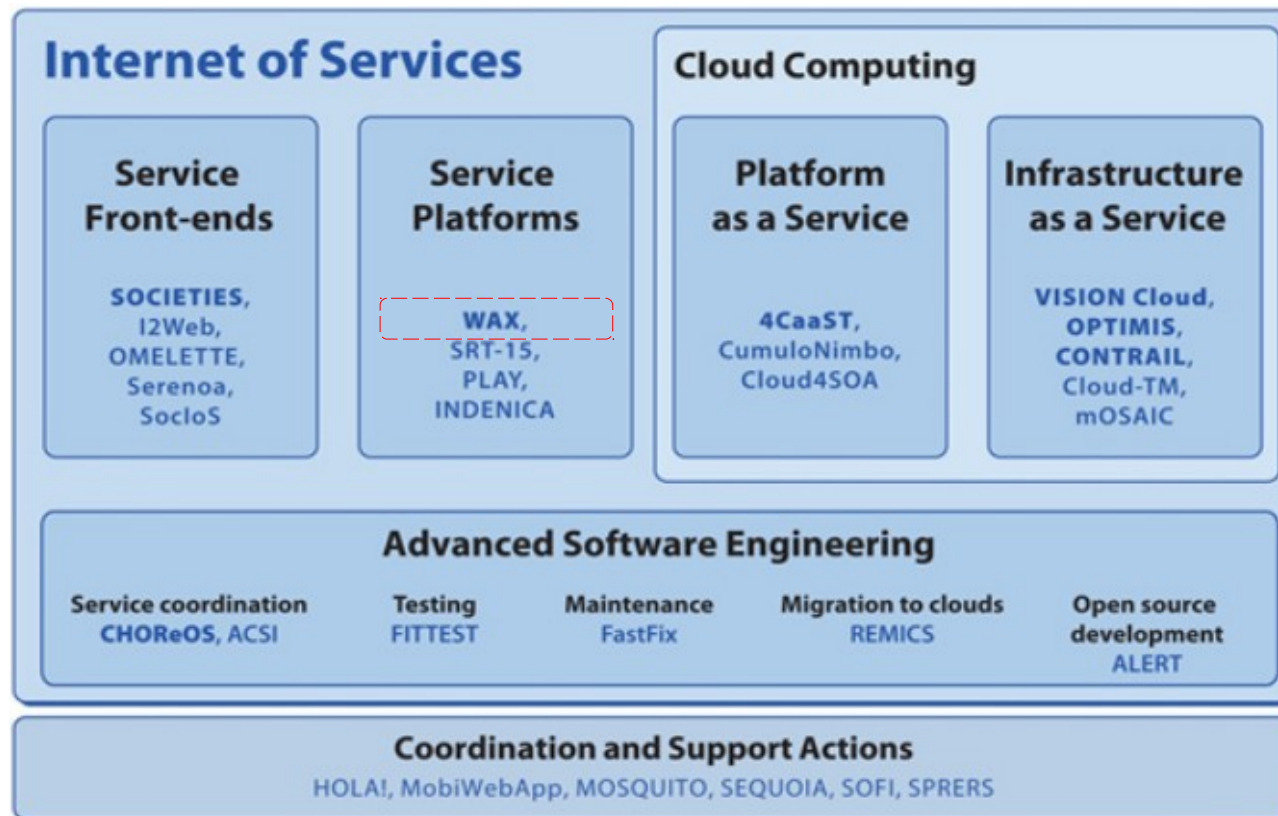 Internet of Services
Cloud Computing
Service
Front-ends
SOCIETIES,
I2Web,
OMELETTE,
Serenoa,
SocIoS
Service
Platforms
WAX,
SRT-15,
PLAY,
INDENICA
Platform
as a Service
4CaaST,
CumuloNimbo,
Cloud4SOA
Infrastructure
as a Service
VISION Cloud,
OPTIMIS,
CONTRAIL,
Cloud-TM,
mOSAIC
Advanced Software Engineering
Service coordination
CHOReOS, ACSI
Testing
FITTEST
Maintenance
FastFix
Migration to clouds
REMICS
Open source
development
ALERT
Coordination and Support Actions
HOLA!, MobiWebApp, MOSQUITO, SEQUOIA, SOFI, SPRERS